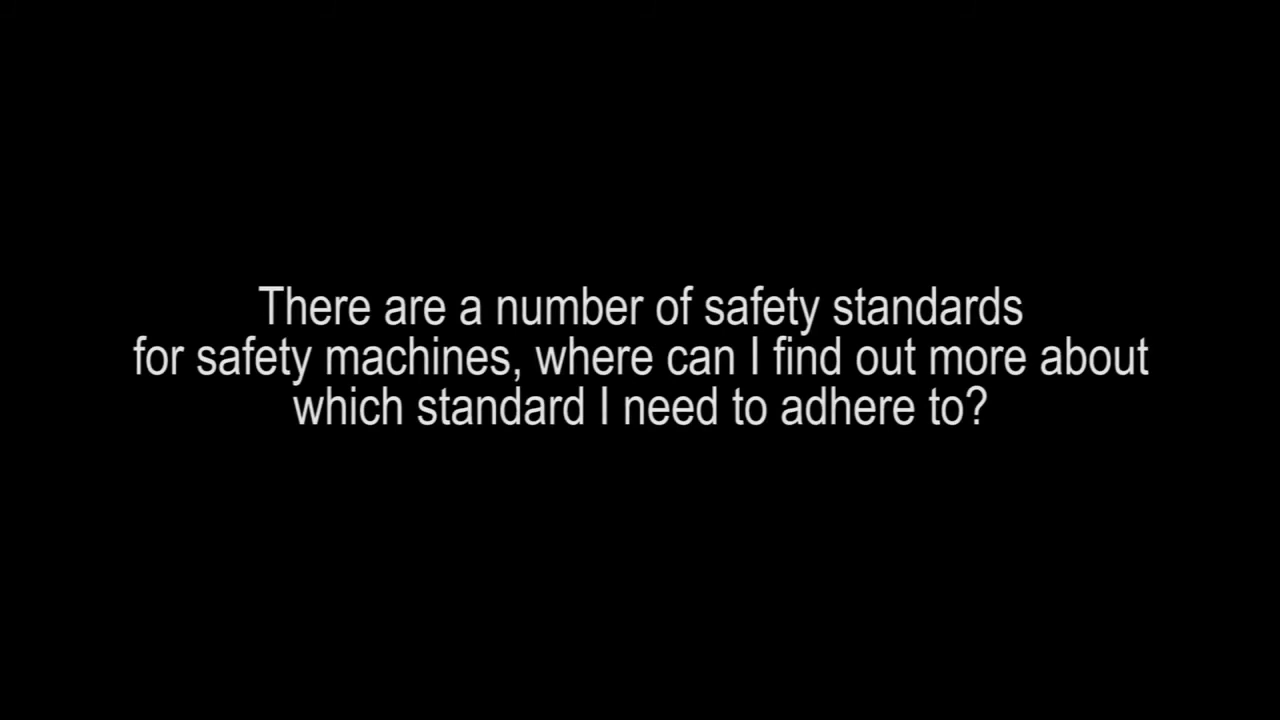 There are a number of safety standards
for safety machines, where can I find out more about
which standard I need to adhere to?